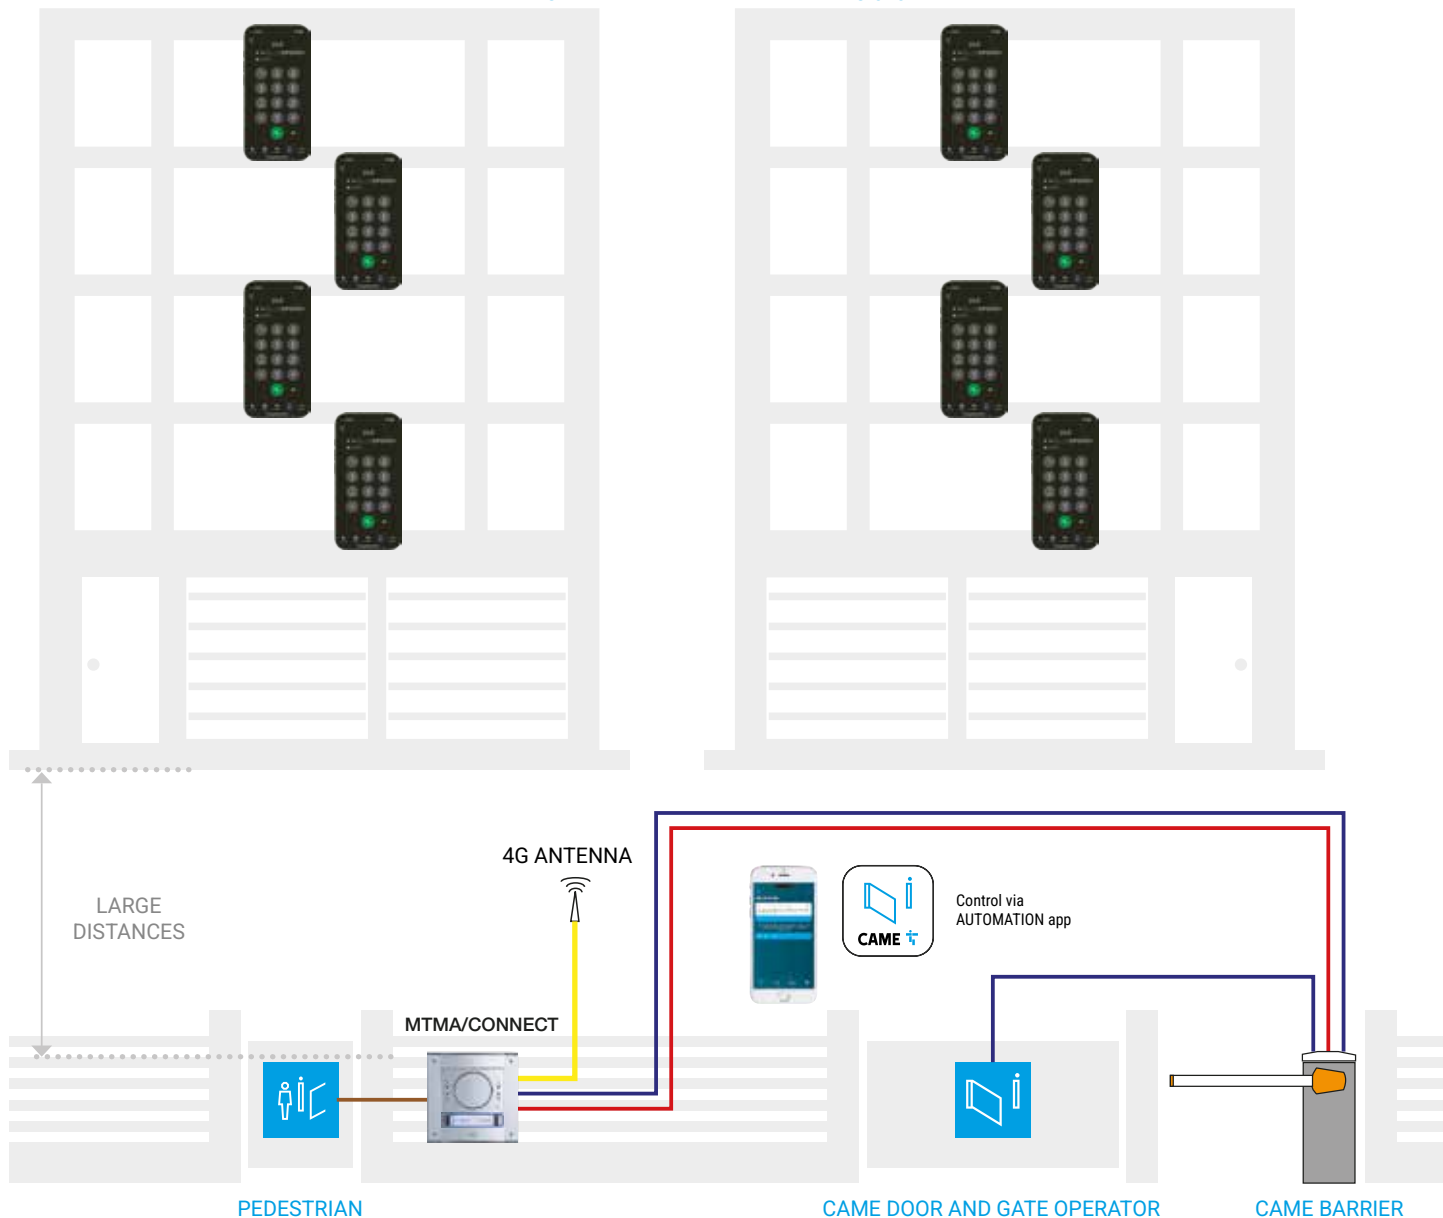 4G ANTENNA
LARGE
DISTANCES
CAME
Control via
AUTOMATION app
MTMA/CONNECT
PEDESTRIAN
CAME DOOR AND GATE OPERATOR
CAME BARRIER